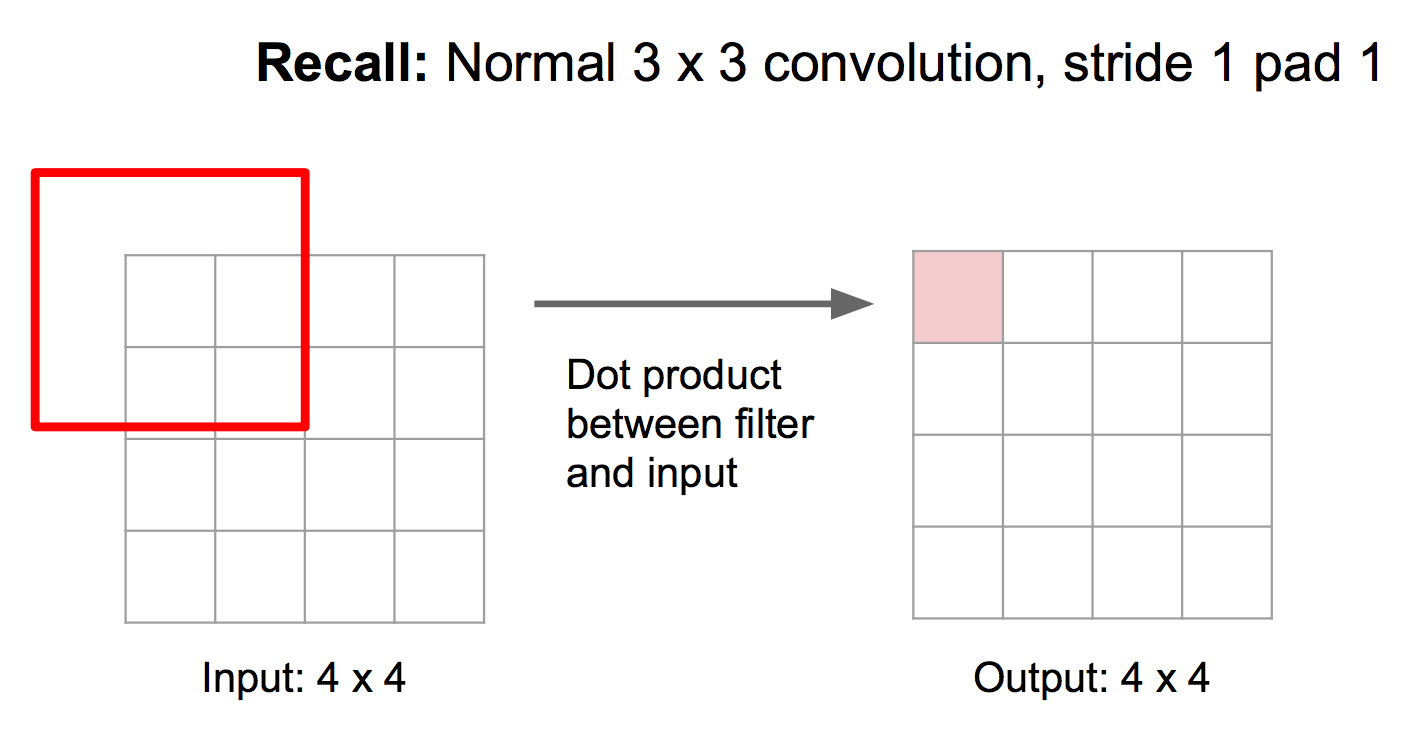 Recall: Normal 3 x 3 convolution, stride 1 pad 1
Dot product
between filter
and input
Input: 4 x 4
Output: 4 x 4